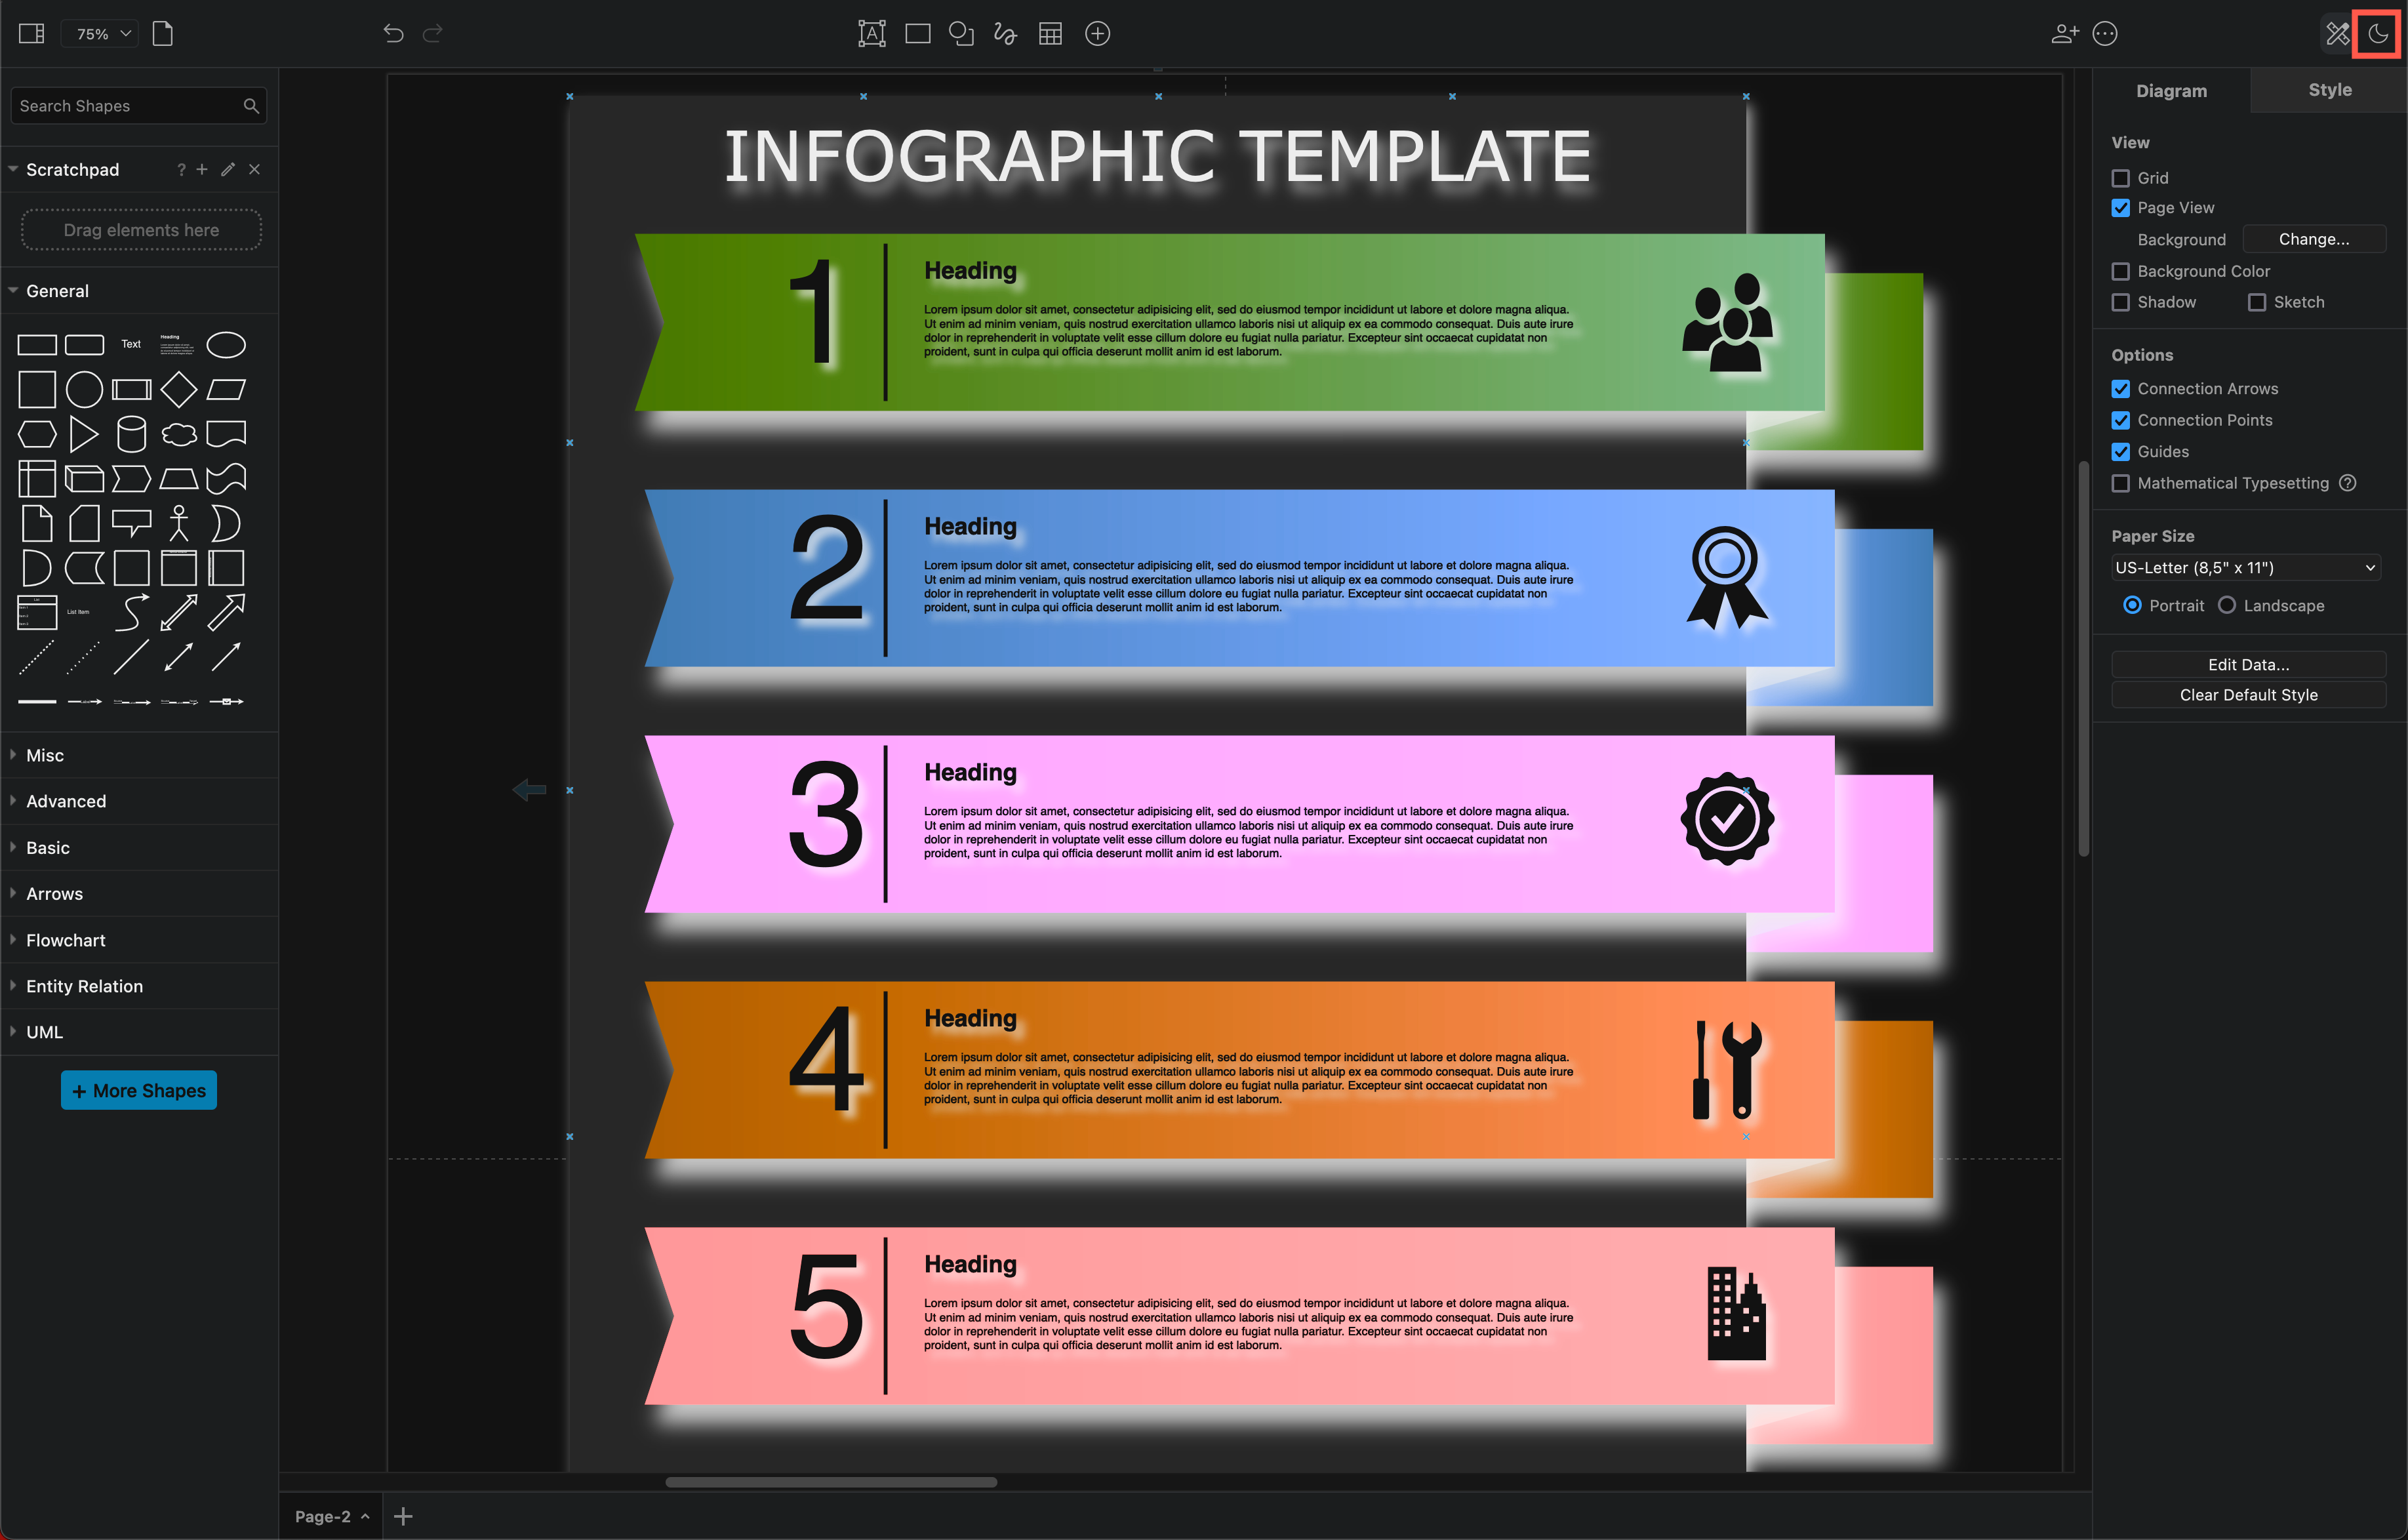 75%
Search Shapes
Scratchpad
?
Drag elements here
General
Text
Heading
List Item
Misc
Advanced
Basic
Arrows
Flowchart
Entity Relation
UML
+ More Shapes
A
INFOGRAPHIC TEMPLATE
1
Heading
Lorem ipsum dolor sit amet, consectetur adipisicing elit, sed do eiusmod tempor incididunt ut labore et dolore magna aliqua.
Ut enim ad minim veniam, quis nostrud exercitation ullamco laboris nisi ut aliquip ex ea commodo consequat. Duis aute irure
dolor in reprehenderit in voluptate velit esse cillum dolore eu fugiat nulla pariatur. Excepteur sint occaecat cupidatat non
proident, sunt in culpa qui officia deserunt mollit anim id est laborum.
2
Heading
Lorem ipsum dolor sit amet, consectetur adipisicing elit, sed do eiusmod tempor incididunt ut labore et dolore magna aliqua.
Ut enim ad minim veniam, quis nostrud exercitation ullamco laboris nisi ut aliquip ex ea commodo consequat. Duis aute irure
dolor in reprehenderit in voluptate velit esse cillum dolore eu fugiat nulla pariatur. Excepteur sint occaecat cupidatat non
proident, sunt in culpa qui officia deserunt mollit anim id est laborum.
3
Heading
Lorem ipsum dolor sit amet, consectetur adipisicing elit, sed do eiusmod tempor incididunt ut labore et dolore magna aliqua.
Ut enim ad minim veniam, quis nostrud exercitation ullamco laboris nisi ut aliquip ex ea commodo consequat. Duis aute irure
dolor in reprehenderit in voluptate velit esse cillum dolore eu fugiat nulla pariatur. Excepteur sint occaecat cupidatat non
proident, sunt in culpa qui officia deserunt mollit anim id est laborum.
4
Heading
Lorem ipsum dolor sit amet, consectetur adipisicing elit, sed do eiusmod tempor incididunt ut labore et dolore magna aliqua.
Ut enim ad minim veniam, quis nostrud exercitation ullamco laboris nisi ut aliquip ex ea commodo consequat. Duis aute irure
dolor in reprehenderit in voluptate velit esse cillum dolore eu fugiat nulla pariatur. Excepteur sint occaecat cupidatat non
proident, sunt in culpa qui officia deserunt mollit anim id est laborum.
5
Heading
Lorem ipsum dolor sit amet, consectetur adipisicing elit, sed do eiusmod tempor incididunt ut labore et dolore magna aliqua.
Ut enim ad minim veniam, quis nostrud exercitation ullamco laboris nisi ut aliquip ex ea commodo consequat. Duis aute irure
dolor in reprehenderit in voluptate velit esse cillum dolore eu fugiat nulla pariatur. Excepteur sint occaecat cupidatat non
proident, sunt in culpa qui officia deserunt mollit anim id est laborum.
Page-2
Diagram
Style
View
Grid
Page View
Background
Change...
Background Color
Shadow
Sketch
Options
Connection Arrows
Connection Points
Guides
Mathematical Typesetting ?
Paper Size
US-Letter (8,5" x 11")
Portrait
Landscape
Edit Data...
Clear Default Style